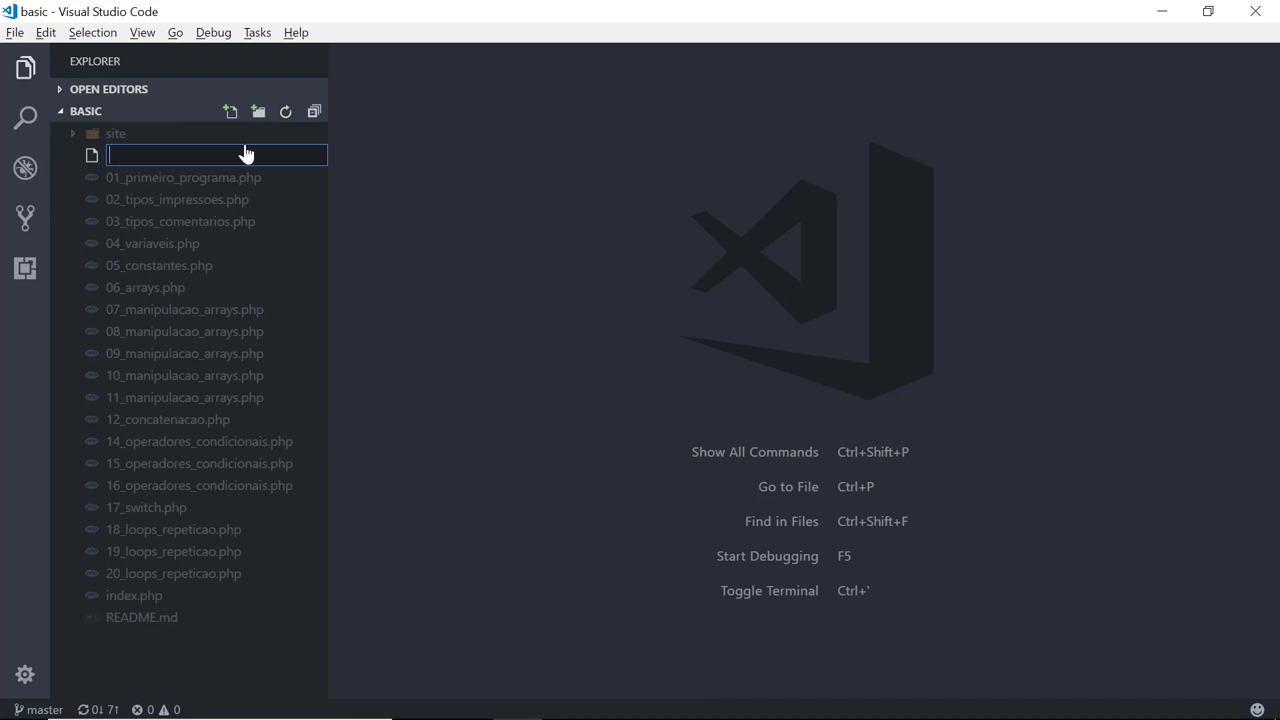 basic - Visual Studio Code
File Edit Selection View Go Debug Tasks Help
EXPLORER
OPEN EDITORS
BASIC
site
01_primeiro_programa.php
02_tipos_impressoes.php
03_tipos_comentarios.php
04_variaveis.php
05_constantes.php
06_arrays.php
07_manipulacao_arrays.php
08_manipulacao_arrays.php
09_manipulacao_arrays.php
10_manipulacao_arrays.php
11_manipulacao_arrays.php
12_concatenacao.php
14_operadores_condicionais.php
15_operadores_condicionais.php
16_operadores_condicionais.php
17_switch.php
18_loops_repeticao.php
19_loops_repeticao.php
20_loops_repeticao.php
index.php
README.md
Show All Commands Ctrl+Shift+P
Go to File Ctrl+P
Find in Files Ctrl+Shift+F
Start Debugging F5
Toggle Terminal Ctrl+`
master 0↓ 7↑ 0 0